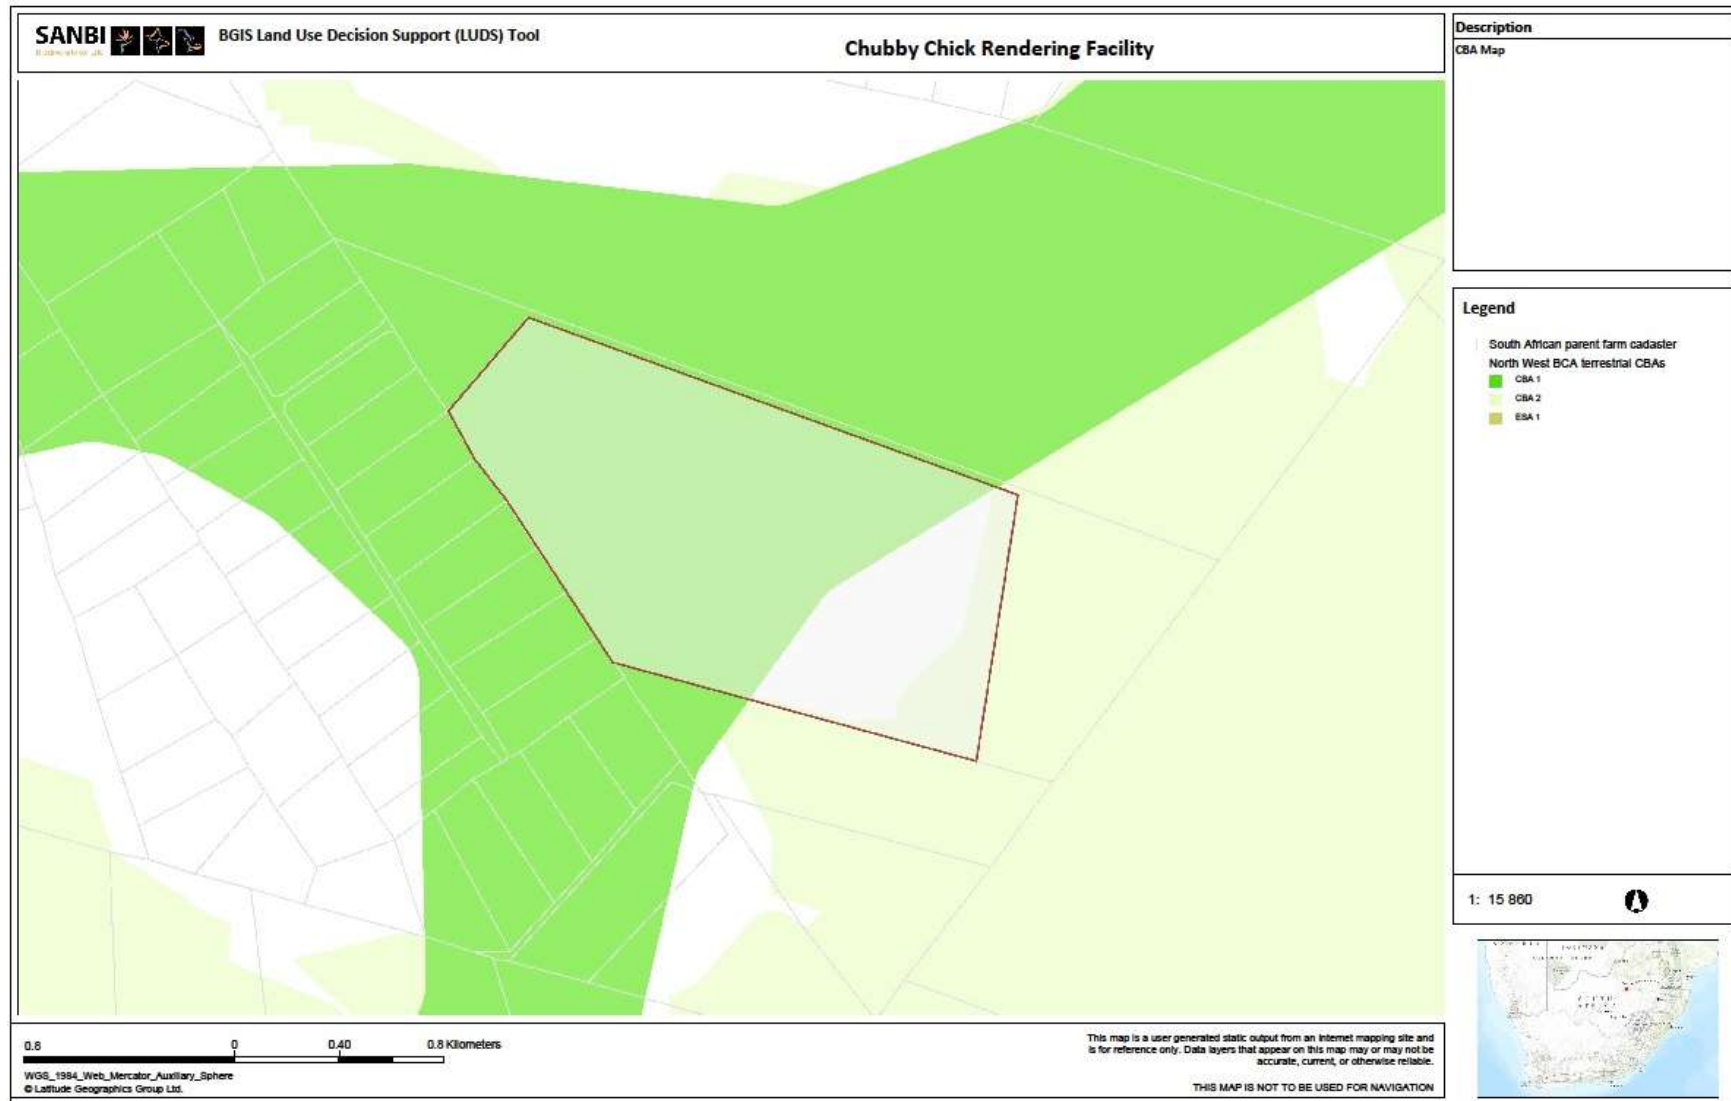 SANBI
BGIS Land Use Decision Support (LUDS) Tool
Chubby Chick Rendering Facility
Description
CBA Map
Legend
South African parent farm cadaster
North West BCA terrestrial CBAs
CBA 1
CBA 2
ESA 1
1: 15 860
0.8 0 0.40 0.8 Kilometers
WGS_1984_Web_Mercator_Auxiliary_Sphere
© Latitude Geographics Group Ltd.
This map is a user generated static output from an Internet mapping site and
is for reference only. Data layers that appear on this map may or may not be
accurate, current, or otherwise reliable.
THIS MAP IS NOT TO BE USED FOR NAVIGATION